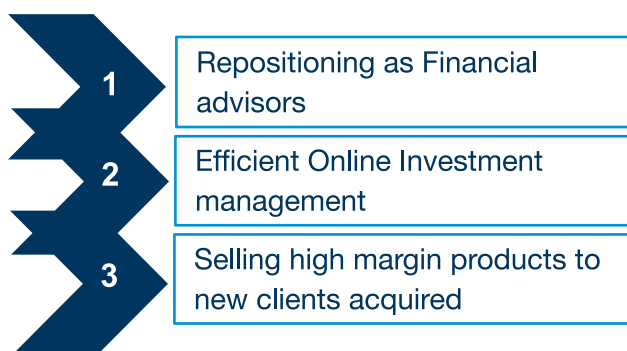 1
Repositioning as Financial
advisors
2
Efficient Online Investment
management
3
Selling high margin products to
new clients acquired